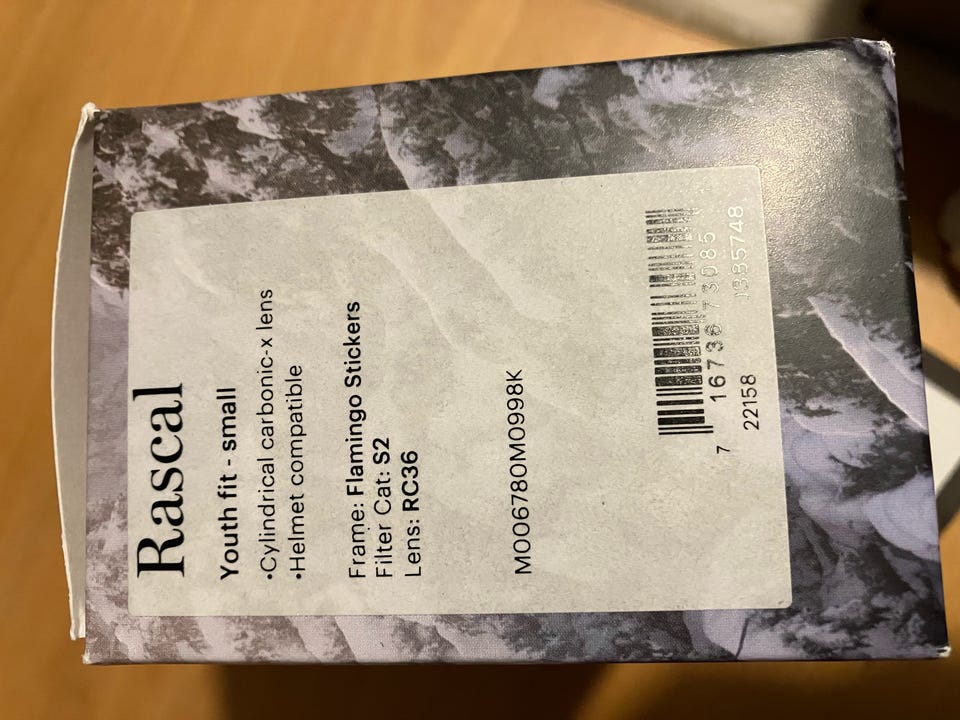 Rascal
Youth fit - small
•Cylindrical carbonic-x lens
•Helmet compatible
Frame: Flamingo Stickers
Filter Cat: S2
Lens: RC36
M006780M0998K
7 16736 73085
22158